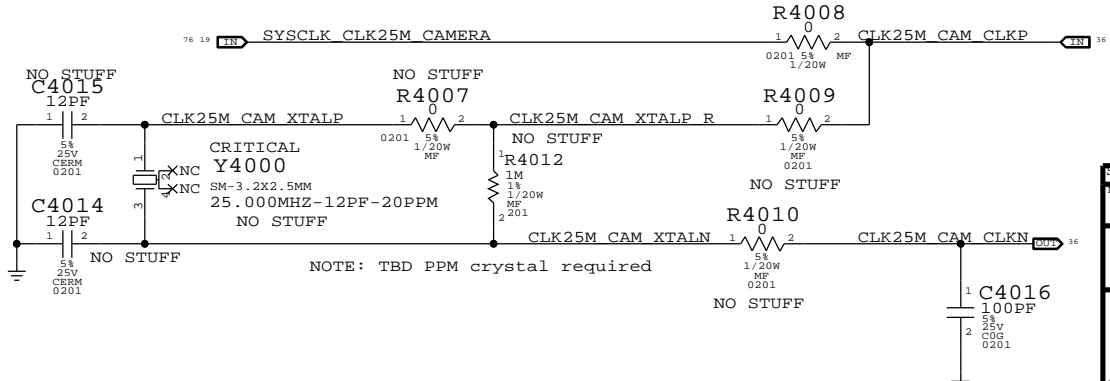 R4008
0
76 19 IN SYSCLK_CLK25M_CAMERA 1 2 CLK25M_CAM_CLKP IN 36
0201 5% MF
1/20W
NO STUFF
C4015
12PF
1 2
5%
25V
CERM
0201
CLK25M_CAM_XTALP
NO STUFF
R4007
0
1 2
0201 5%
1/20W
MF
CLK25M_CAM_XTALP_R
R4009
0
1 2
5%
1/20W
MF
0201
NO STUFF
NO STUFF
R4012
1M
1%
1/20W
MF
201
1
2
CRITICAL
Y4000
SM-3.2X2.5MM
25.000MHZ-12PF-20PPM
NO STUFF
1
2 NC
4 NC
3
C4014
12PF
1 2
5%
25V
CERM
0201
NO STUFF
NOTE: TBD PPM crystal required
CLK25M_CAM_XTALN
R4010
0
1 2
5%
1/20W
MF
0201
NO STUFF
CLK25M_CAM_CLKN OUT 36
1
2
C4016
100PF
5%
25V
C0G
0201